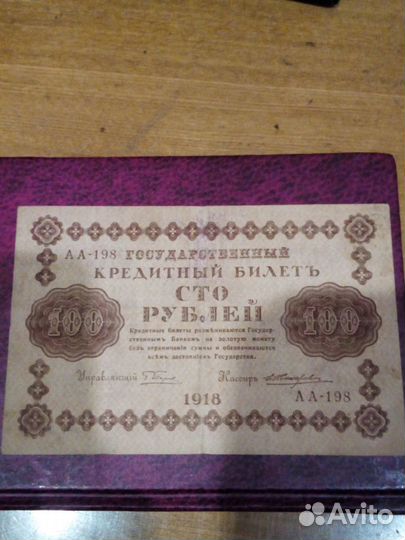 АА-198 ГОСУДАРСТВЕННЫЙ
КРЕДИТНЫЙ БИЛЕТЪ
СТО
РУБЛЕЙ
100
100
Кредитные билеты размѣниваются Государ-
ственнымъ Банкомъ на золотую монету
безъ ограниченія суммы и обезпечиваются
всѣмъ достояніемъ Государства.
Управляющій
Кассиръ
1918
АА-198
Avito